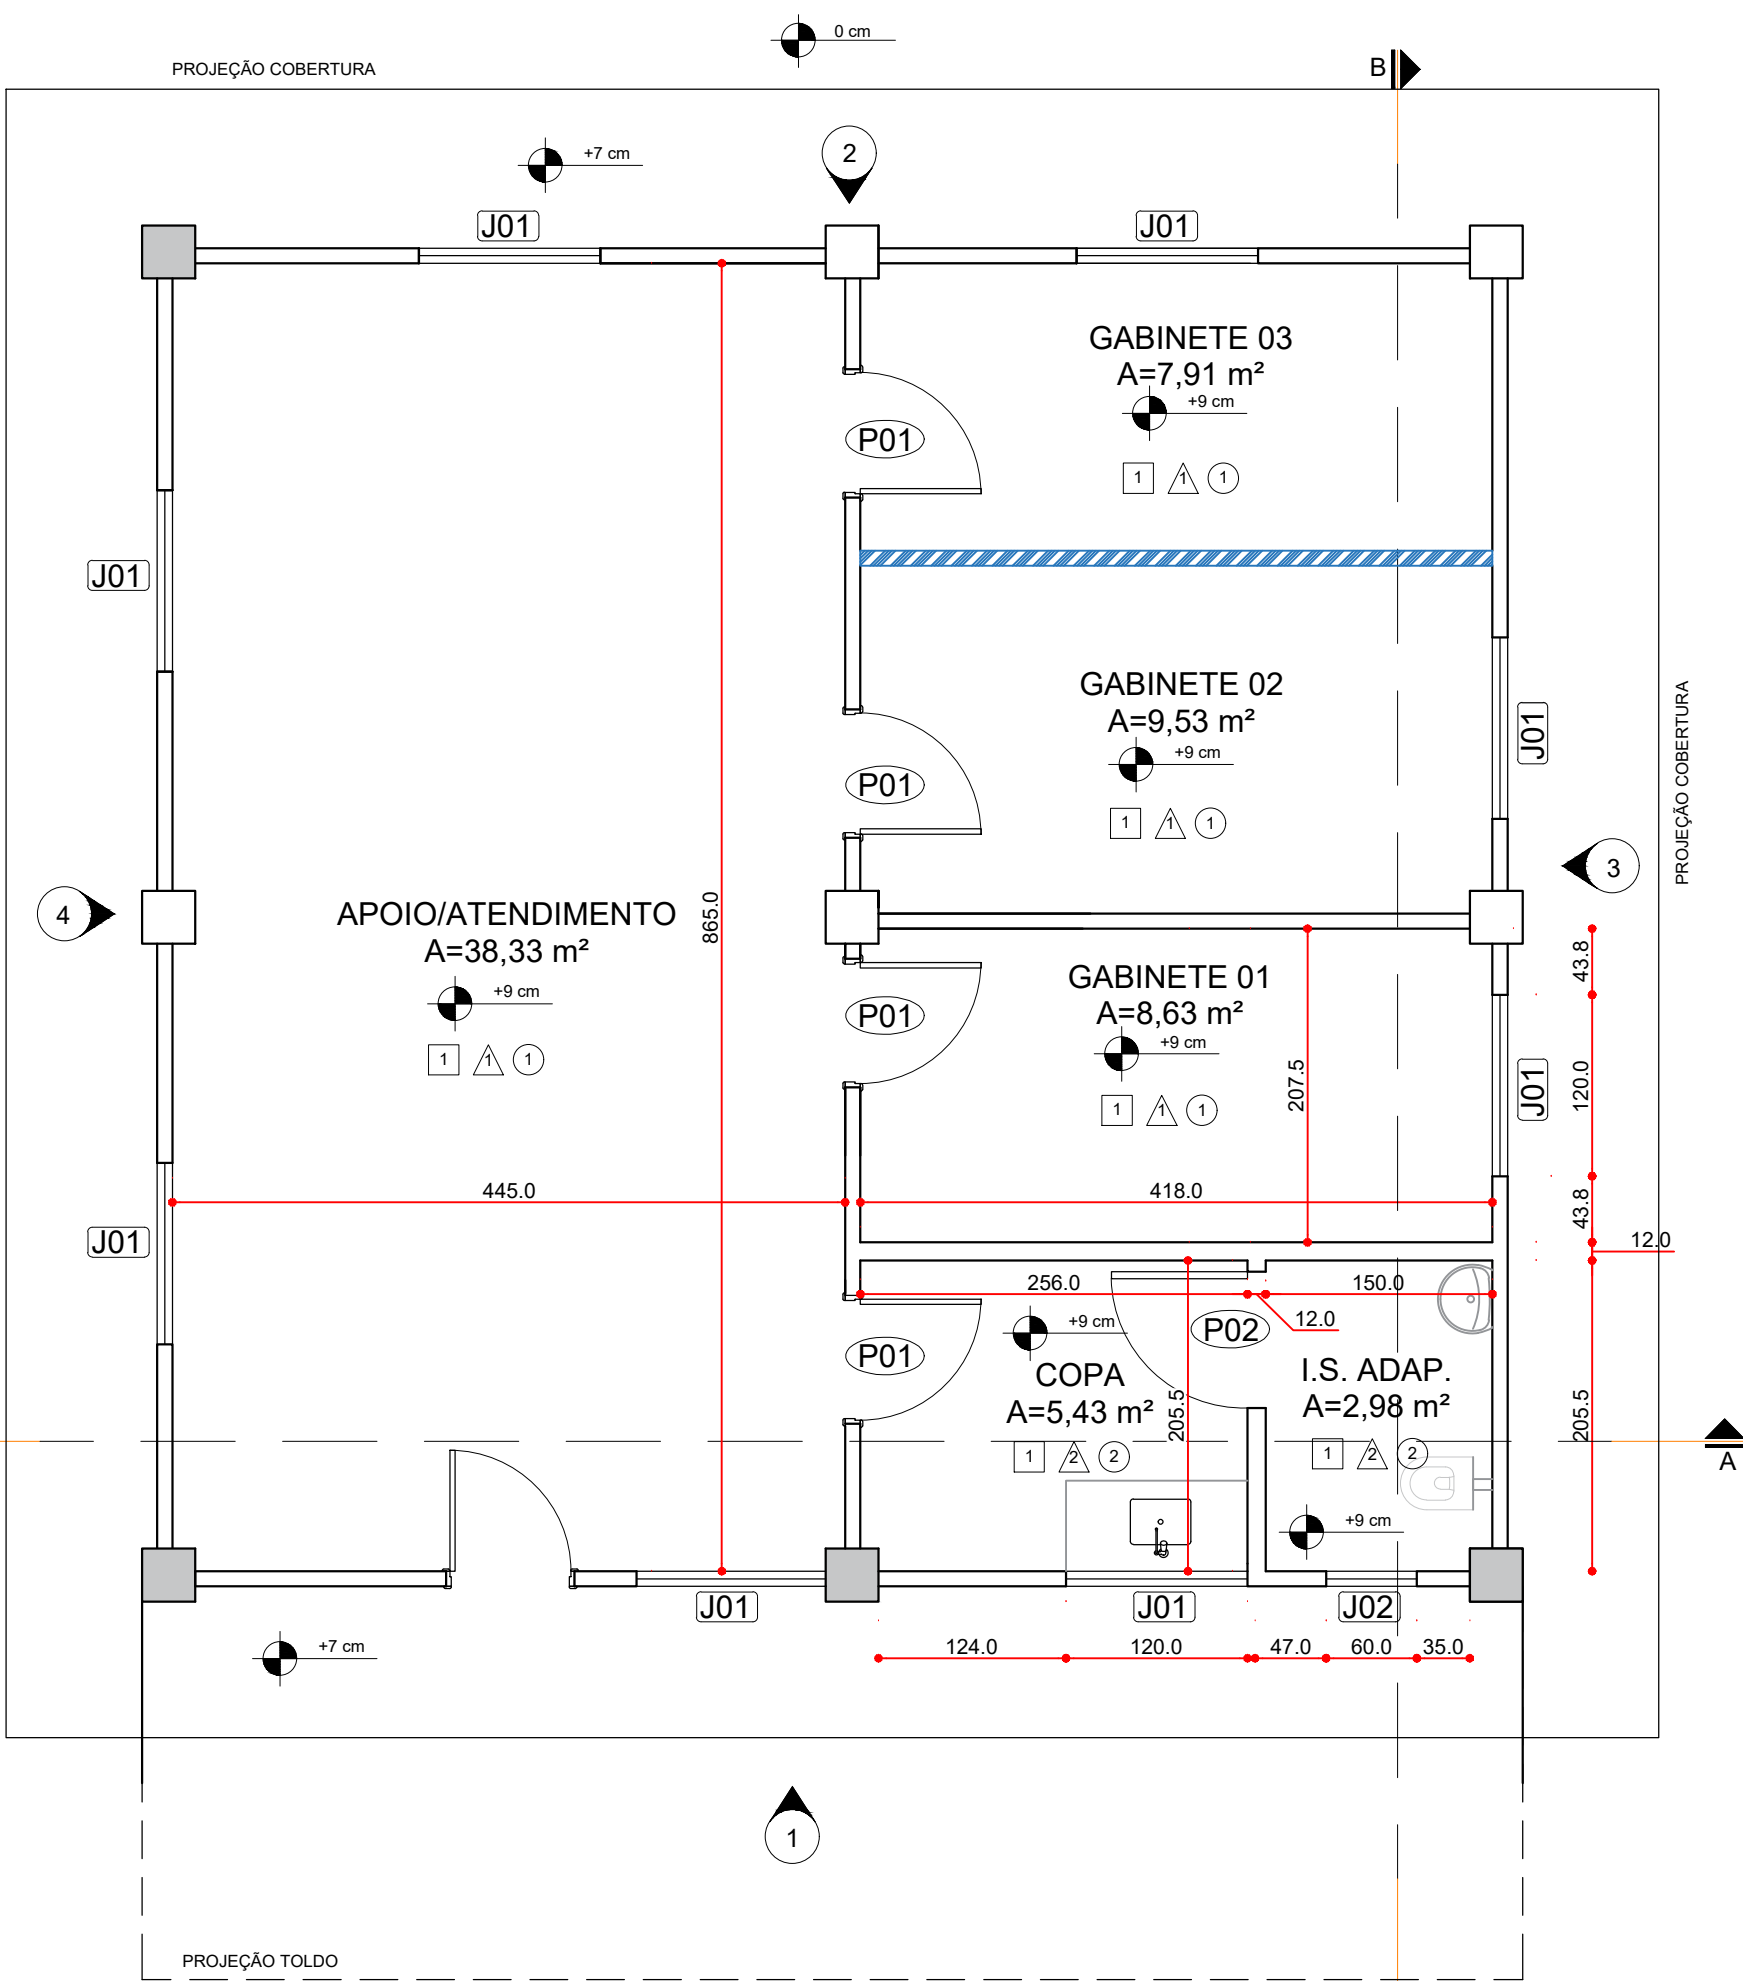 0 cm
PROJEÇÃO COBERTURA
B
+7 cm
2
J01
J01
GABINETE 03
A=7,91 m²
+9 cm
P01
1 1 1
J01
GABINETE 02
A=9,53 m²
+9 cm
P01
1 1 1
J01
PROJEÇÃO COBERTURA
3
4
APOIO/ATENDIMENTO
A=38,33 m²
+9 cm
1 1 1
865.0
GABINETE 01
A=8,63 m²
+9 cm
P01
1 1 1
207.5
J01
43.8
120.0
43.8
12.0
205.5
445.0
418.0
J01
256.0
150.0
12.0
+9 cm
P02
P01
COPA
A=5,43 m²
205.5
1 2 2
I.S. ADAP.
A=2,98 m²
1 2 2
A
+9 cm
J01
J01
J02
+7 cm
124.0
120.0
47.0
60.0
35.0
1
PROJEÇÃO TOLDO